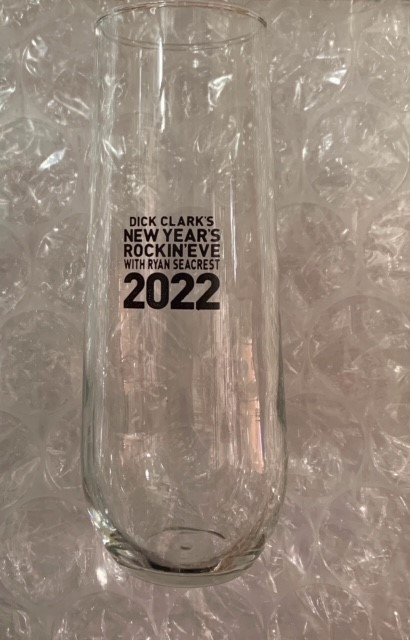 DICK CLARK'S
NEW YEAR'S
ROCKIN'EVE
WITH RYAN SEACREST
2022